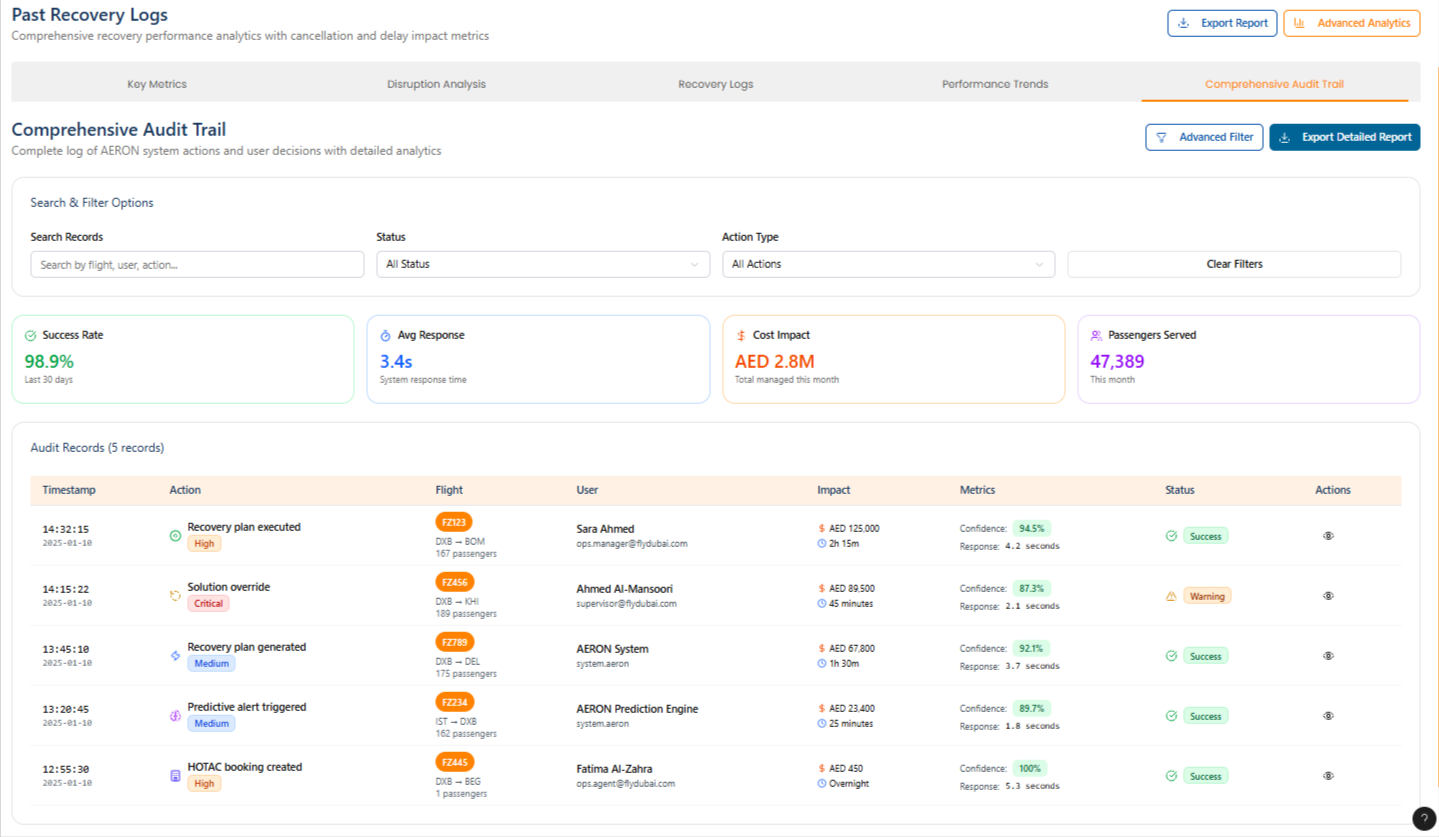 Past Recovery Logs
Comprehensive recovery performance analytics with cancellation and delay impact metrics
Export Report
Advanced Analytics
Key Metrics Disruption Analysis Recovery Logs Performance Trends Comprehensive Audit Trail
Comprehensive Audit Trail
Complete log of AERON system actions and user decisions with detailed analytics
Advanced Filter
Export Detailed Report
Search & Filter Options
Search Records Status Action Type
Search by flight, user, action... All Status All Actions Clear Filters
Success Rate
98.9%
Last 30 days
Avg Response
3.4s
System response time
Cost Impact
AED 2.8M
Total managed this month
Passengers Served
47,389
This month
Audit Records (5 records)
Timestamp Action Flight User Impact Metrics Status Actions
14:32:15
2025-01-10
Recovery plan executed
High
FZ123
DXB → BOM
167 passengers
Sara Ahmed
ops.manager@flydubai.com
$ AED 125,000
2h 15m
Confidence: 94.5%
Response: 4.2 seconds
Success
14:15:22
2025-01-10
Solution override
Critical
FZ456
DXB → KHI
189 passengers
Ahmed Al-Mansoori
supervisor@flydubai.com
$ AED 89,500
45 minutes
Confidence: 87.3%
Response: 2.1 seconds
Warning
13:45:10
2025-01-10
Recovery plan generated
Medium
FZ789
DXB → DEL
175 passengers
AERON System
system.aeron
$ AED 67,800
1h 30m
Confidence: 92.1%
Response: 3.7 seconds
Success
13:20:45
2025-01-10
Predictive alert triggered
Medium
FZ234
IST → DXB
162 passengers
AERON Prediction Engine
system.aeron
$ AED 23,400
25 minutes
Confidence: 89.7%
Response: 1.8 seconds
Success
12:55:30
2025-01-10
HOTAC booking created
High
FZ445
DXB → BEG
1 passengers
Fatima Al-Zahra
ops.agent@flydubai.com
$ AED 450
Overnight
Confidence: 100%
Response: 5.3 seconds
Success
?